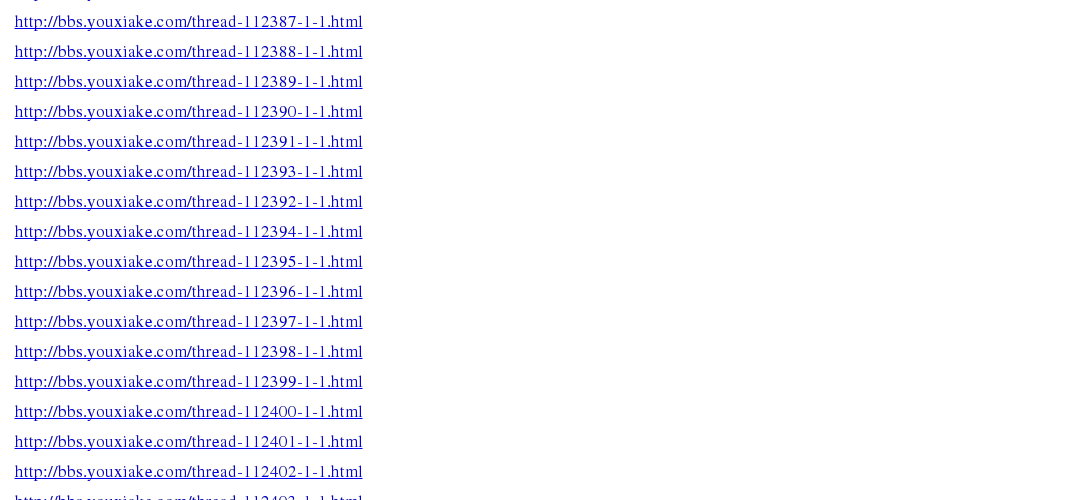 http://bbs.youxiake.com/thread-112387-1-1.html
http://bbs.youxiake.com/thread-112388-1-1.html
http://bbs.youxiake.com/thread-112389-1-1.html
http://bbs.youxiake.com/thread-112390-1-1.html
http://bbs.youxiake.com/thread-112391-1-1.html
http://bbs.youxiake.com/thread-112393-1-1.html
http://bbs.youxiake.com/thread-112392-1-1.html
http://bbs.youxiake.com/thread-112394-1-1.html
http://bbs.youxiake.com/thread-112395-1-1.html
http://bbs.youxiake.com/thread-112396-1-1.html
http://bbs.youxiake.com/thread-112397-1-1.html
http://bbs.youxiake.com/thread-112398-1-1.html
http://bbs.youxiake.com/thread-112399-1-1.html
http://bbs.youxiake.com/thread-112400-1-1.html
http://bbs.youxiake.com/thread-112401-1-1.html
http://bbs.youxiake.com/thread-112402-1-1.html